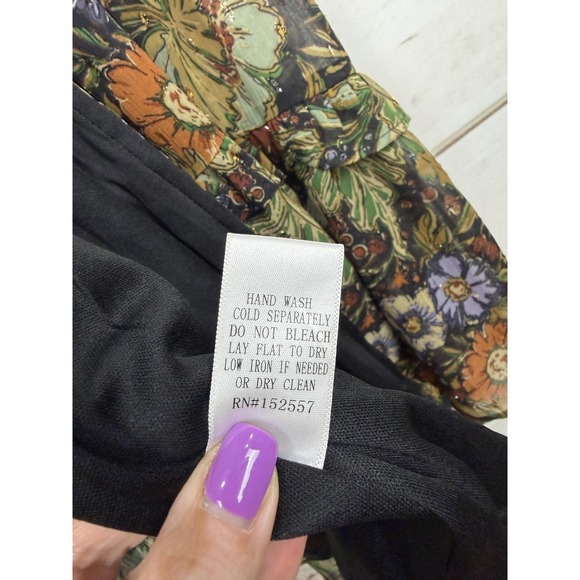 HAND WASH
COLD SEPARATELY
DO NOT BLEACH
LAY FLAT TO DRY
LOW IRON IF NEEDED
OR DRY CLEAN
RN#152557